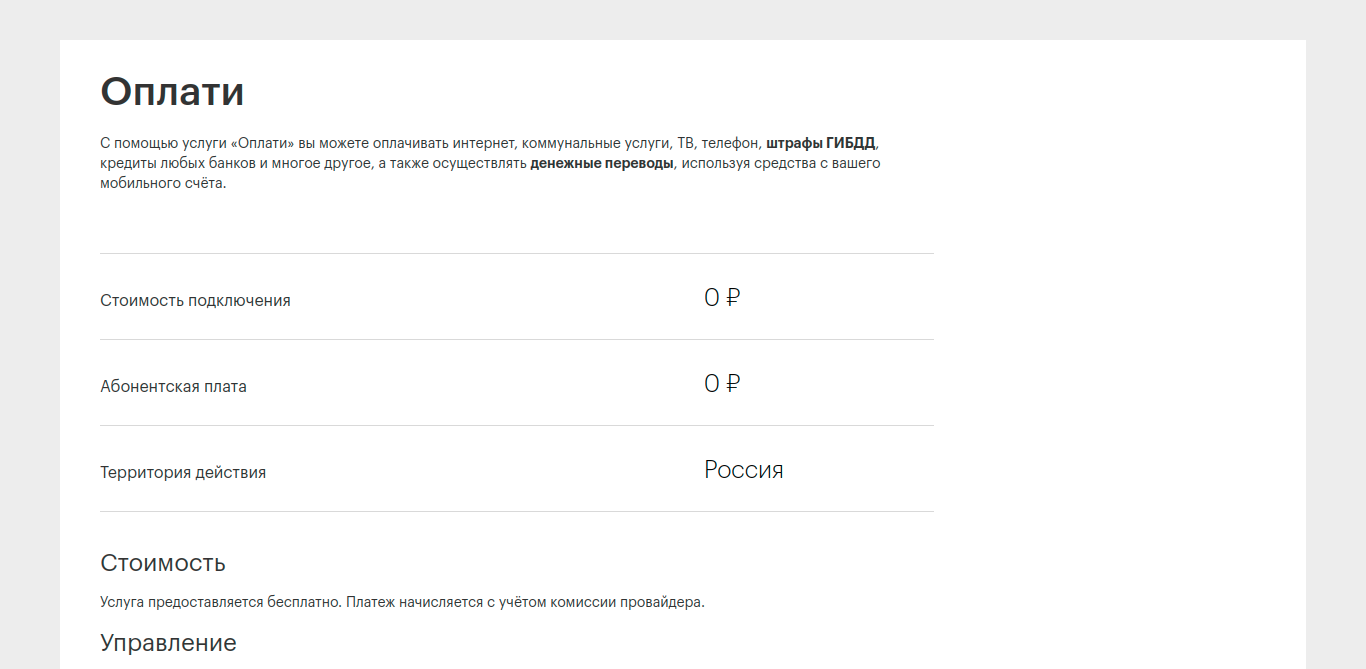 Оплати
С помощью услуги «Оплати» вы можете оплачивать интернет, коммунальные услуги, ТВ, телефон, штрафы ГИБДД,
кредиты любых банков и многое другое, а также осуществлять денежные переводы, используя средства с вашего
мобильного счёта.
Стоимость подключения 0 ₽
Абонентская плата 0 ₽
Территория действия Россия
Стоимость
Услуга предоставляется бесплатно. Платеж начисляется с учётом комиссии провайдера.
Управление